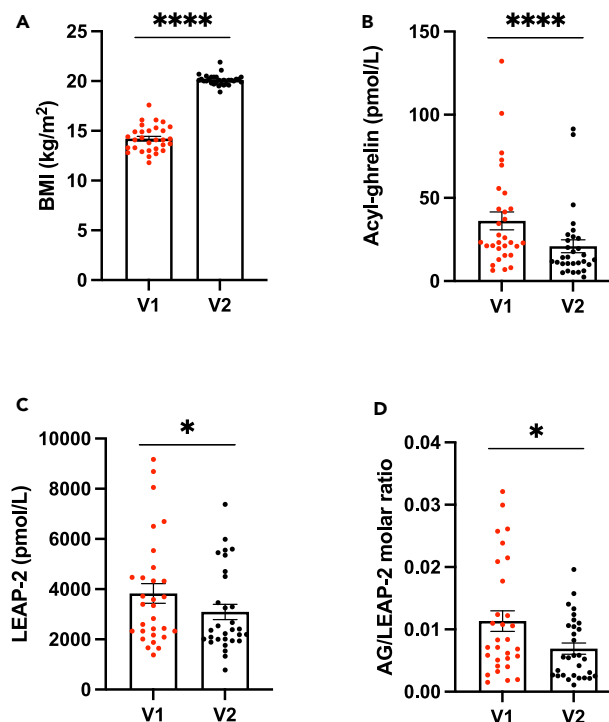 A
****
BMI (kg/m²)
25
20
15
10
5
0
V1
V2
B
****
Acyl-ghrelin (pmol/L)
150
100
50
0
V1
V2
C
*
LEAP-2 (pmol/L)
10000
8000
6000
4000
2000
0
V1
V2
D
*
AG/LEAP-2 molar ratio
0.04
0.03
0.02
0.01
0.00
V1
V2